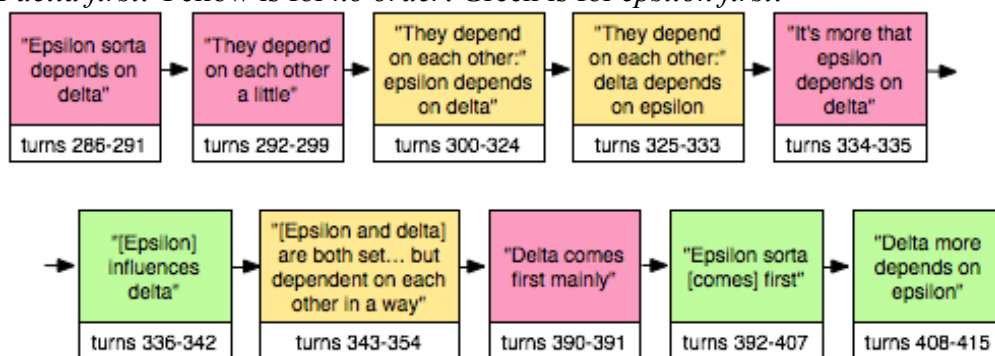 delta first. Yellow is for no order. Green is for epsilon first.
"Epsilon sorta
depends on
delta"
turns 286-291
"They depend
on each other
a little"
turns 292-299
"They depend
on each other:"
epsilon depends
on delta"
turns 300-324
"They depend
on each other:"
delta depends
on epsilon
turns 325-333
"It's more that
epsilon
depends on
delta"
turns 334-335
"[Epsilon]
influences
delta"
turns 336-342
"[Epsilon and delta]
are both set... but
dependent on each
other in a way"
turns 343-354
"Delta comes
first mainly"
turns 390-391
"Epsilon sorta
[comes] first"
turns 392-407
"Delta more
depends on
epsilon"
turns 408-415